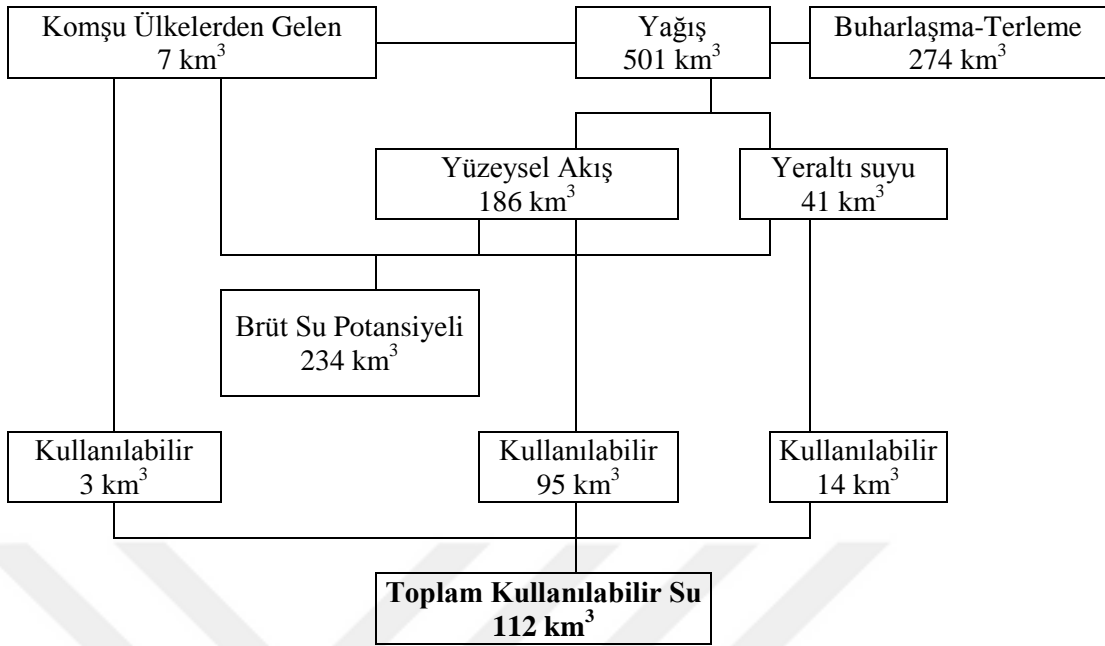 Komşu Ülkelerden Gelen
7 km³
Yağış
501 km³
Buharlaşma-Terleme
274 km³
Yüzeysel Akış
186 km³
Yeraltı suyu
41 km³
Brüt Su Potansiyeli
234 km³
Kullanılabilir
3 km³
Kullanılabilir
95 km³
Kullanılabilir
14 km³
Toplam Kullanılabilir Su
112 km³